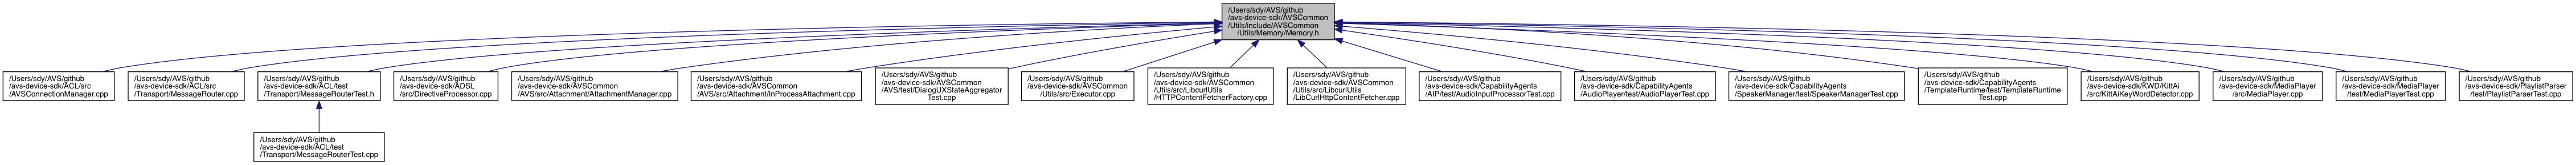 /Users/sdy/AVS/github
/avs-device-sdk/AVSCommon
/Utils/include/AVSCommon
/Utils/Memory/Memory.h
/Users/sdy/AVS/github
/avs-device-sdk/ACL/src
/AVSConnectionManager.cpp
/Users/sdy/AVS/github
/avs-device-sdk/ACL/src
/Transport/MessageRouter.cpp
/Users/sdy/AVS/github
/avs-device-sdk/ACL/test
/Transport/MessageRouterTest.h
/Users/sdy/AVS/github
/avs-device-sdk/ADSL
/src/DirectiveProcessor.cpp
/Users/sdy/AVS/github
/avs-device-sdk/AVSCommon
/AVS/src/Attachment/AttachmentManager.cpp
/Users/sdy/AVS/github
/avs-device-sdk/AVSCommon
/AVS/src/Attachment/InProcessAttachment.cpp
/Users/sdy/AVS/github
/avs-device-sdk/AVSCommon
/AVS/test/DialogUXStateAggregator
Test.cpp
/Users/sdy/AVS/github
/avs-device-sdk/AVSCommon
/Utils/src/Executor.cpp
/Users/sdy/AVS/github
/avs-device-sdk/AVSCommon
/Utils/src/LibcurlUtils
/HTTPContentFetcherFactory.cpp
/Users/sdy/AVS/github
/avs-device-sdk/AVSCommon
/Utils/src/LibcurlUtils
/LibCurlHttpContentFetcher.cpp
/Users/sdy/AVS/github
/avs-device-sdk/CapabilityAgents
/AIP/test/AudioInputProcessorTest.cpp
/Users/sdy/AVS/github
/avs-device-sdk/CapabilityAgents
/AudioPlayer/test/AudioPlayerTest.cpp
/Users/sdy/AVS/github
/avs-device-sdk/CapabilityAgents
/SpeakerManager/test/SpeakerManagerTest.cpp
/Users/sdy/AVS/github
/avs-device-sdk/CapabilityAgents
/TemplateRuntime/test/TemplateRuntime
Test.cpp
/Users/sdy/AVS/github
/avs-device-sdk/KWD/KittAi
/src/KittAiKeyWordDetector.cpp
/Users/sdy/AVS/github
/avs-device-sdk/MediaPlayer
/src/MediaPlayer.cpp
/Users/sdy/AVS/github
/avs-device-sdk/MediaPlayer
/test/MediaPlayerTest.cpp
/Users/sdy/AVS/github
/avs-device-sdk/PlaylistParser
/test/PlaylistParserTest.cpp
/Users/sdy/AVS/github
/avs-device-sdk/ACL/test
/Transport/MessageRouterTest.cpp